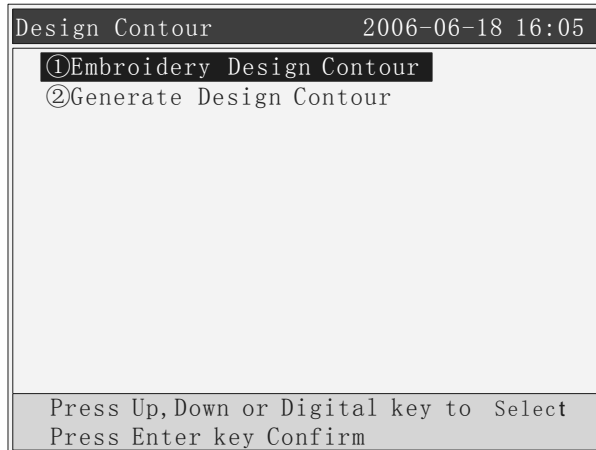 Design Contour 2006-06-18 16:05
①Embroidery Design Contour
②Generate Design Contour
Press Up,Down or Digital key to Select
Press Enter key Confirm